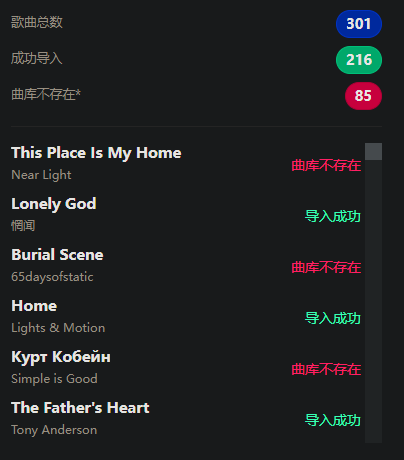 歌曲总数 301
成功导入 216
曲库不存在* 85
This Place Is My Home
Near Light
曲库不存在
Lonely God
惘闻
导入成功
Burial Scene
65daysofstatic
曲库不存在
Home
Lights & Motion
导入成功
Курт Кобейн
Simple is Good
曲库不存在
The Father's Heart
Tony Anderson
导入成功